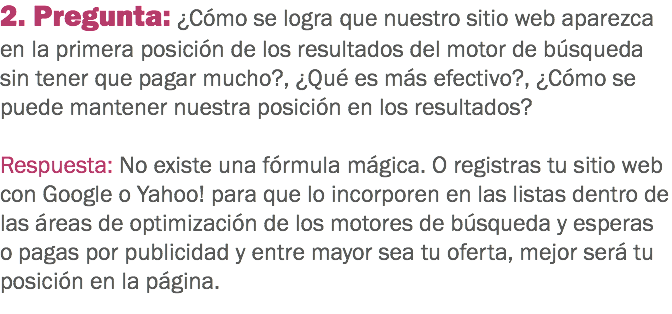 2. Pregunta: ¿Cómo se logra que nuestro sitio web aparezca
en la primera posición de los resultados del motor de búsqueda
sin tener que pagar mucho?, ¿Qué es más efectivo?, ¿Cómo se
puede mantener nuestra posición en los resultados?
Respuesta: No existe una fórmula mágica. O registras tu sitio web
con Google o Yahoo! para que lo incorporen en las listas dentro de
las áreas de optimización de los motores de búsqueda y esperas
o pagas por publicidad y entre mayor sea tu oferta, mejor será tu
posición en la página.